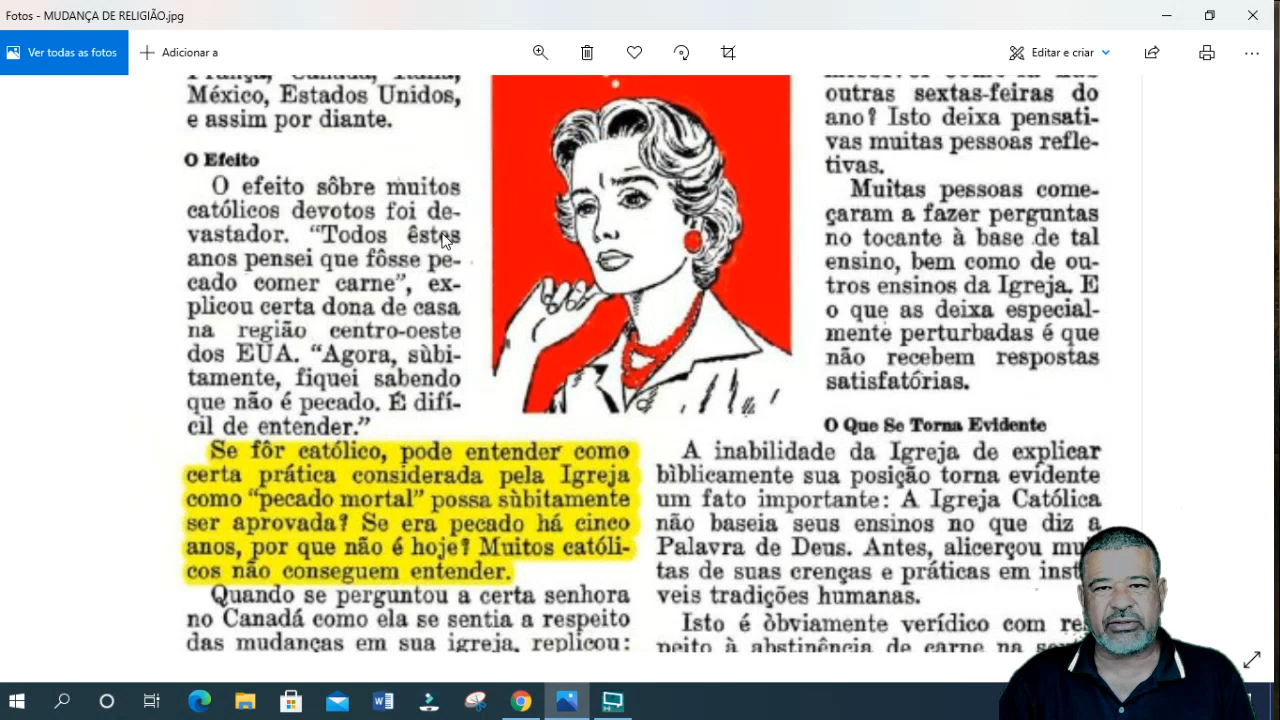 Fotos - MUDANÇA DE RELIGIÃO.jpg
Ver todas as fotos
Adicionar a
Editar e criar
França, Canadá, Itália,
México, Estados Unidos,
e assim por diante.
O Efeito
O efeito sôbre muitos
católicos devotos foi de-
vastador. “Todos êstes
anos pensei que fôsse pe-
cado comer carne”, ex-
plicou certa dona de casa
na região centro-oeste
dos EUA. “Agora, sùbi-
tamente, fiquei sabendo
que não é pecado. É difí-
cil de entender.”
Se fôr católico, pode entender como
certa prática considerada pela Igreja
como “pecado mortal” possa sùbitamente
ser aprovada? Se era pecado há cinco
anos, por que não é hoje? Muitos católi-
cos não conseguem entender.
Quando se perguntou a certa senhora
no Canadá como ela se sentia a respeito
das mudanças em sua igreja, replicou:
outras sextas-feiras do
ano? Isto deixa pensati-
vas muitas pessoas refle-
tivas.
Muitas pessoas come-
çaram a fazer perguntas
no tocante à base de tal
ensino, bem como de ou-
tros ensinos da Igreja. E
o que as deixa especial-
mente perturbadas é que
não recebem respostas
satisfatórias.
O Que Se Torna Evidente
A inabilidade da Igreja de explicar
bìblicamente sua posição torna evidente
um fato importante: A Igreja Católica
não baseia seus ensinos no que diz a
Palavra de Deus. Antes, alicerçou
tas de suas crenças e práticas em
veis tradições humanas.
Isto é òbviamente verídico com
peito à abstinência de carne na